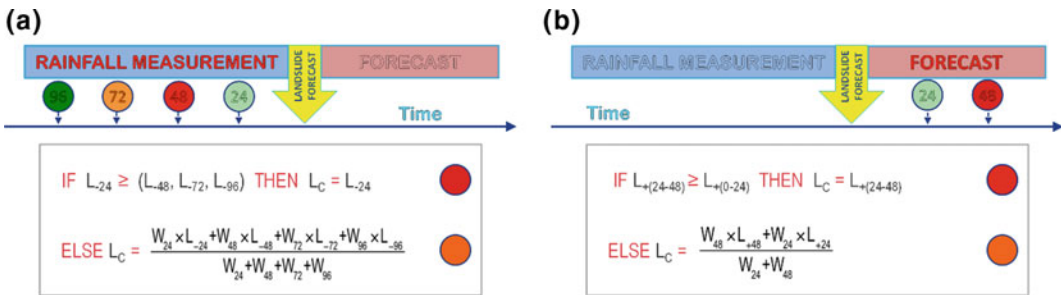 (a)
RAINFALL MEASUREMENT
LANDSLIDE
FORECAST
FORECAST
96 72 48 24
Time
IF L-24 ≥ (L-48, L-72, L-96) THEN LC = L-24
ELSE LC = (W24×L-24+W48×L-48+W72×L-72+W96×L-96) / (W24+W48+W72+W96)
(b)
RAINFALL MEASUREMENT
LANDSLIDE
FORECAST
FORECAST
24 48
Time
IF L+(24-48) ≥ L+(0-24) THEN LC = L+(24-48)
ELSE LC = (W48×L+48+W24×L+24) / (W24+W48)